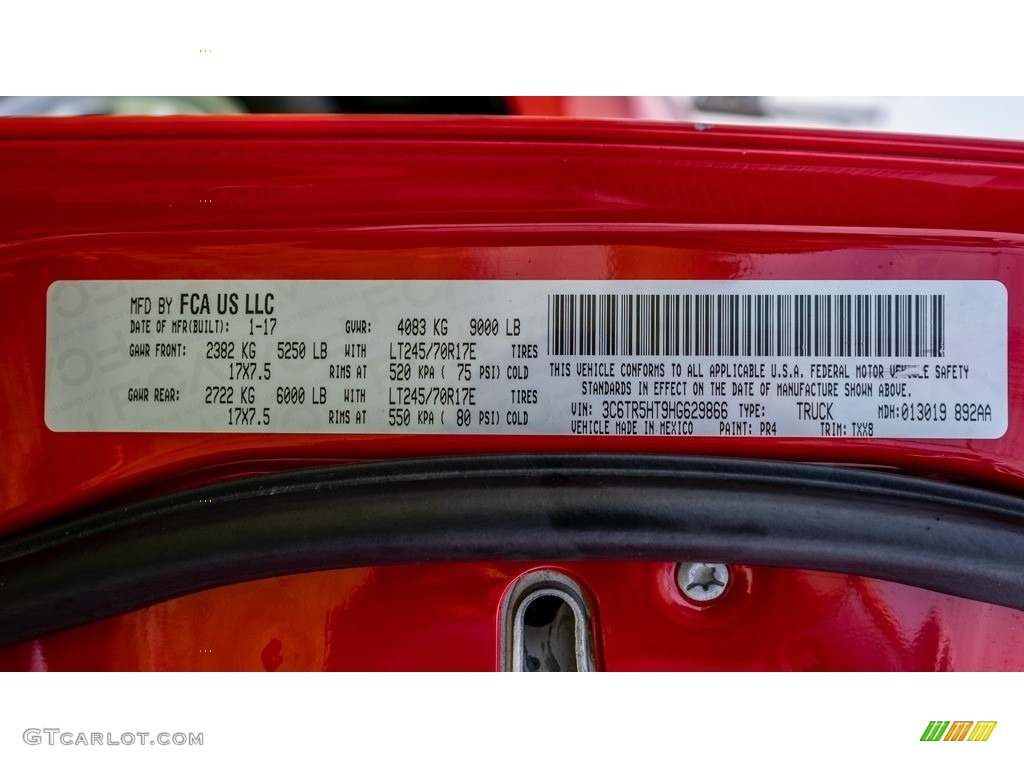 MFD BY FCA US LLC
DATE OF MFR(BUILT): 1-17 GVWR: 4083 KG 9000 LB
GAWR FRONT: 2382 KG 5250 LB WITH LT245/70R17E TIRES
17X7.5 RIMS AT 520 KPA ( 75 PSI) COLD
GAWR REAR: 2722 KG 6000 LB WITH LT245/70R17E TIRES
17X7.5 RIMS AT 550 KPA ( 80 PSI) COLD
THIS VEHICLE CONFORMS TO ALL APPLICABLE U.S.A. FEDERAL MOTOR VEHICLE SAFETY
STANDARDS IN EFFECT ON THE DATE OF MANUFACTURE SHOWN ABOVE.
VIN: 3C6TR5HT9HG629866 TYPE: TRUCK MDH: 013019 892AA
VEHICLE MADE IN MEXICO PAINT: PR4 TRIM: TXX8
GTCARLOT.COM